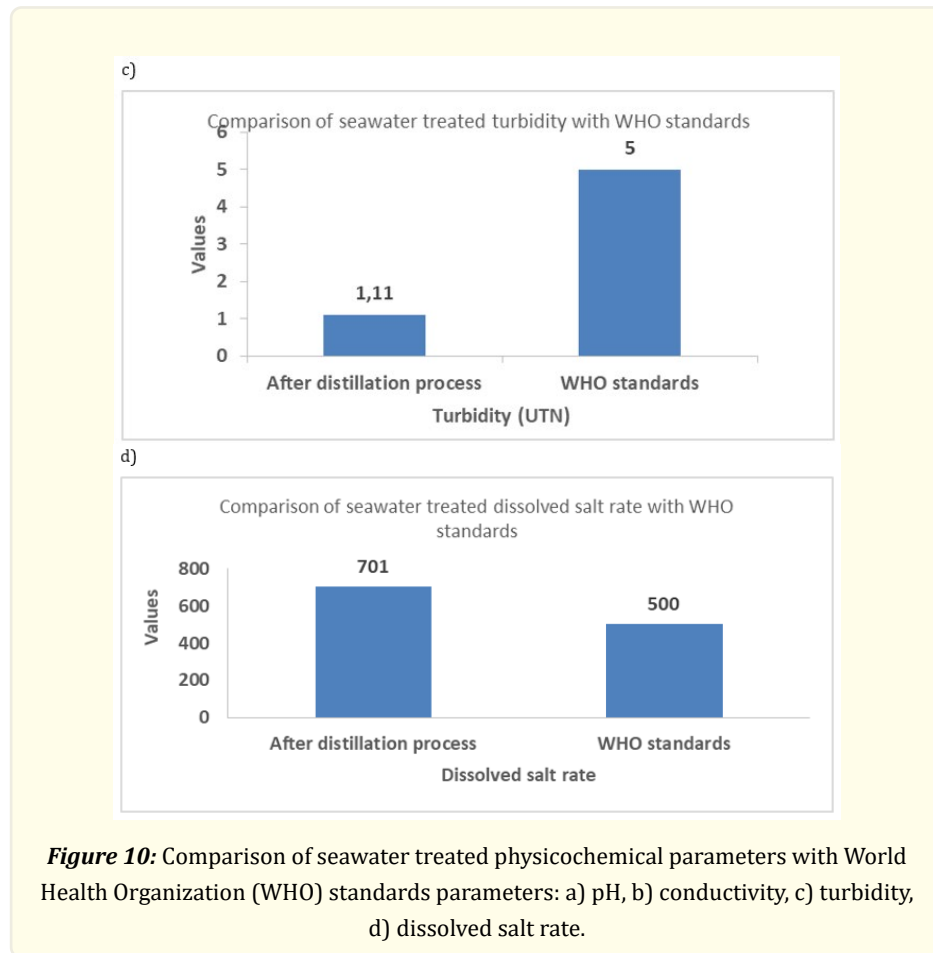 c)
Comparison of seawater treated turbidity with WHO standards
6
5
4
3
2
1
0
Values
1,11
5
After distillation process
WHO standards
Turbidity (UTN)
d)
Comparison of seawater treated dissolved salt rate with WHO
standards
800
600
400
200
0
Values
701
500
After distillation process
WHO standards
Dissolved salt rate
Figure 10: Comparison of seawater treated physicochemical parameters with World
Health Organization (WHO) standards parameters: a) pH, b) conductivity, c) turbidity,
d) dissolved salt rate.